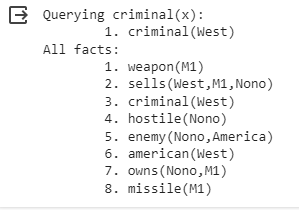 Querying criminal(x):
1. criminal(West)
All facts:
1. weapon(M1)
2. sells(West,M1,Nono)
3. criminal(West)
4. hostile(Nono)
5. enemy(Nono,America)
6. american(West)
7. owns(Nono,M1)
8. missile(M1)